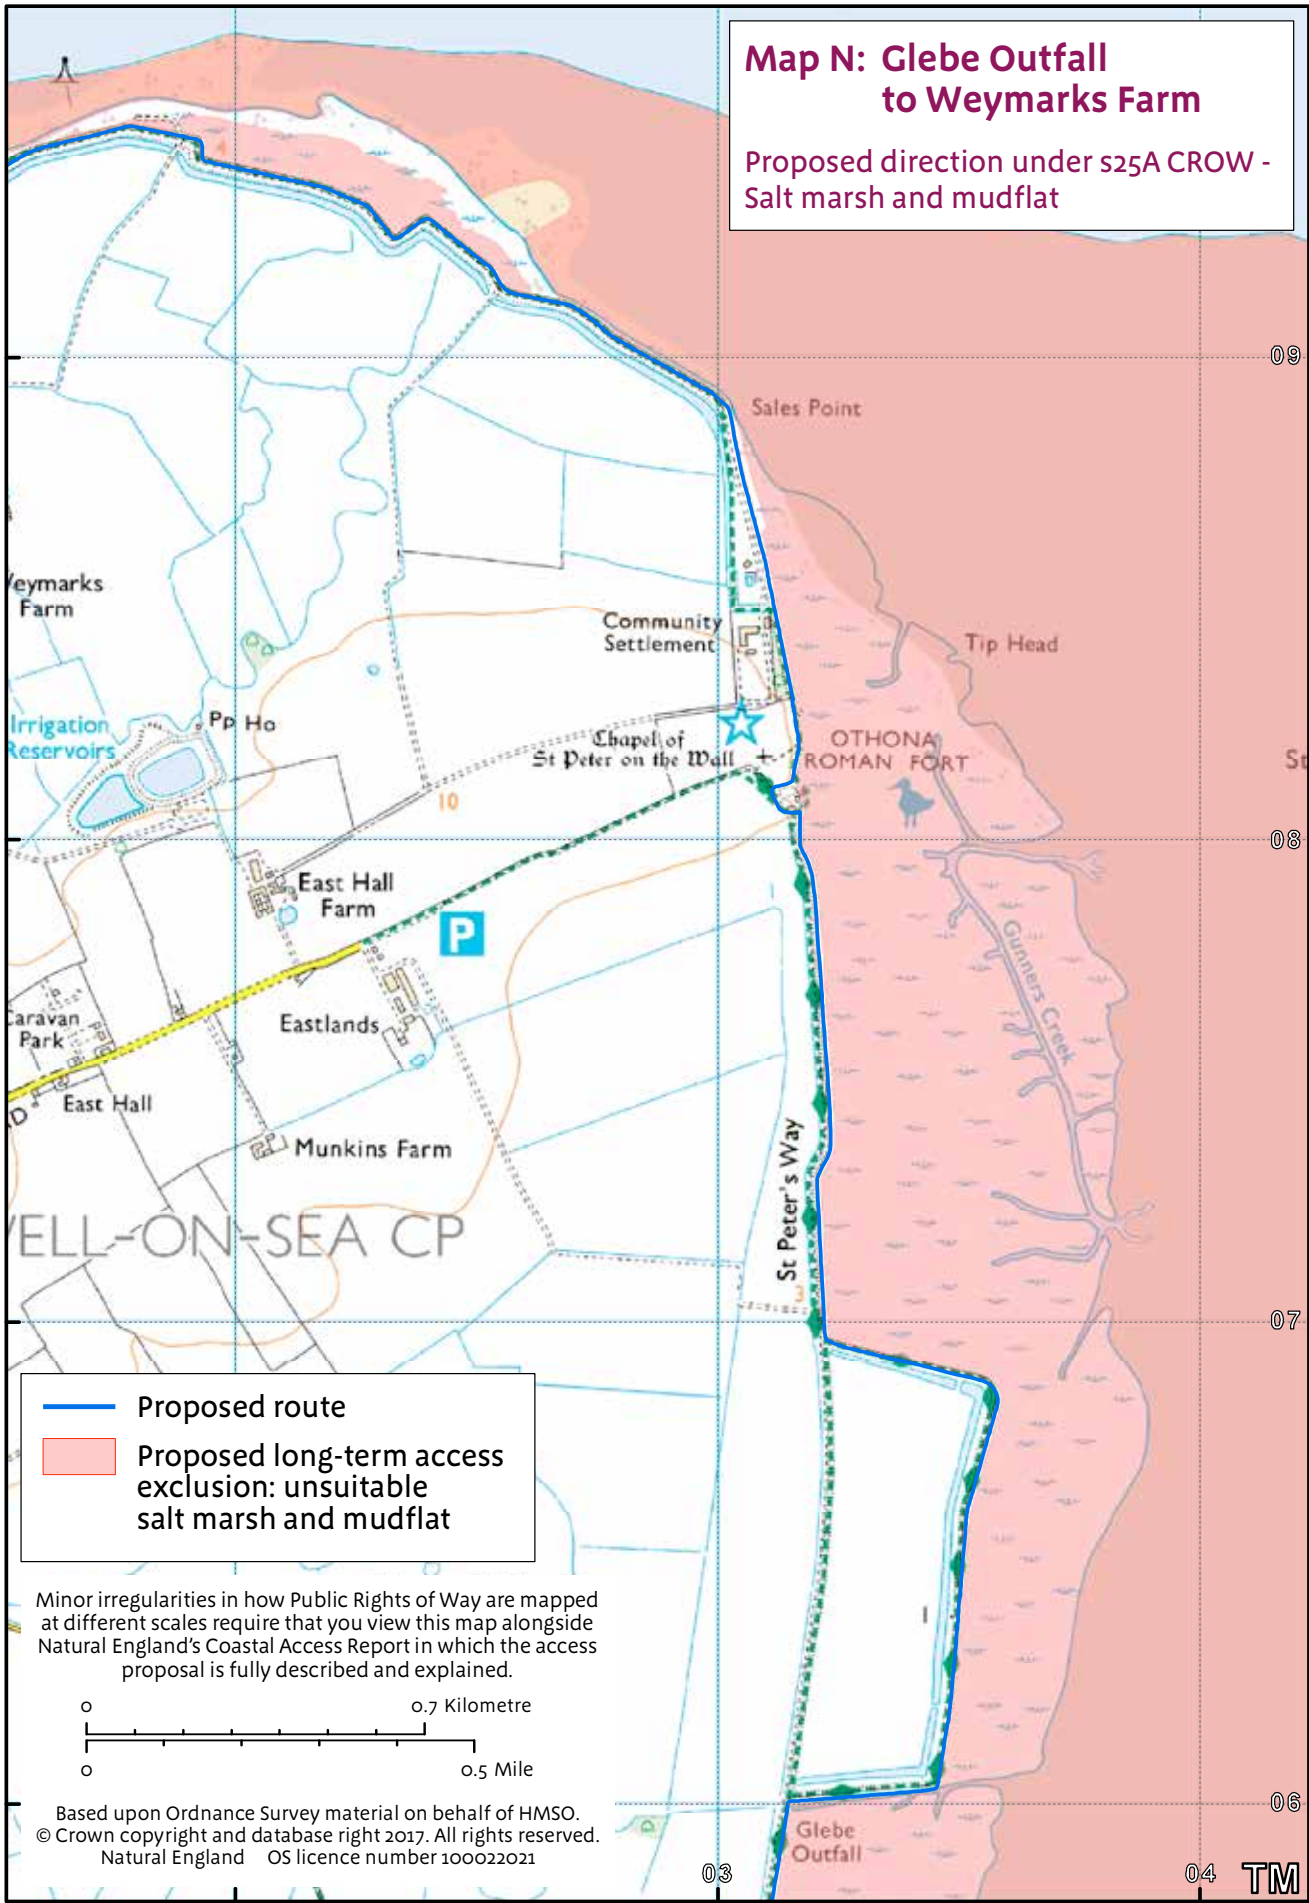 Map N: Glebe Outfall
to Weymarks Farm
Proposed direction under s25A CROW -
Salt marsh and mudflat
4
09
Sales Point
eymarks
Farm
Community
Settlement
Tip Head
Irrigation
Reservoirs
Pp Ho
Chapel of
St Peter on the Wall
OTHONA
ROMAN FORT
St
10
08
East Hall
Farm
P
Gunners Creek
Caravan
Park
Eastlands
East Hall
Munkins Farm
St Peter's Way
ELL-ON-SEA CP
3
07
Proposed route
Proposed long-term access
exclusion: unsuitable
salt marsh and mudflat
Minor irregularities in how Public Rights of Way are mapped
at different scales require that you view this map alongside
Natural England's Coastal Access Report in which the access
proposal is fully described and explained.
0 0.7 Kilometre
0 0.5 Mile
06
Based upon Ordnance Survey material on behalf of HMSO.
© Crown copyright and database right 2017. All rights reserved.
Natural England OS licence number 100022021
Glebe
Outfall
03
04
TM